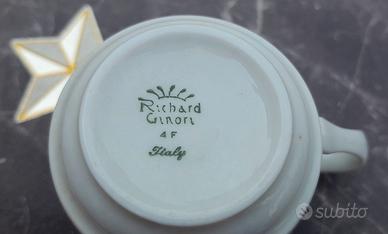 Richard
Ginori
4 F
Italy
subito